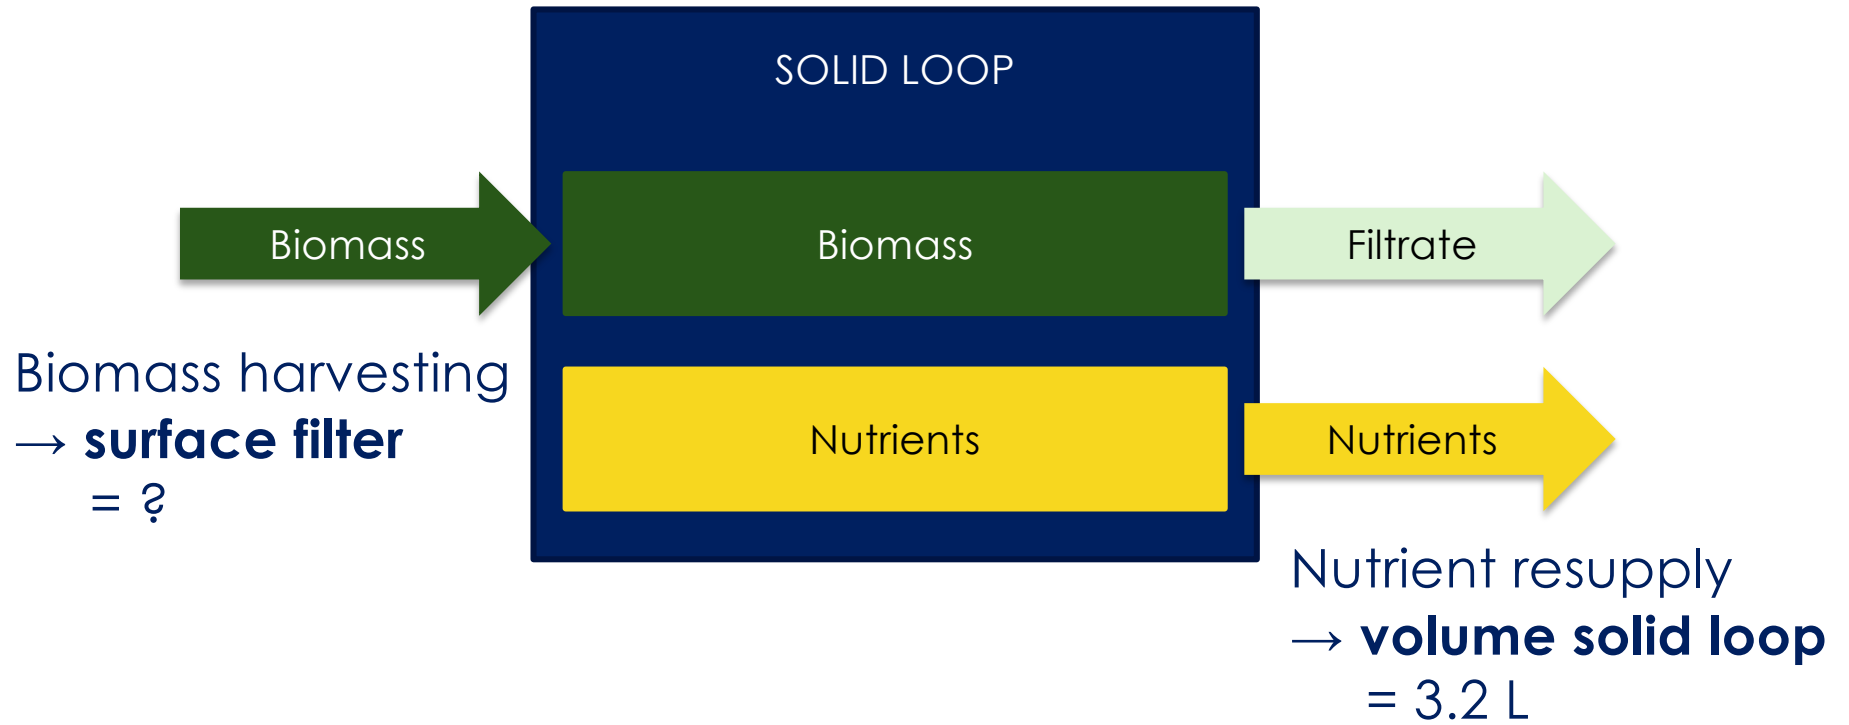 SOLID LOOP
Biomass
Biomass
Filtrate
Biomass harvesting
→ surface filter
= ?
Nutrients
Nutrients
Nutrient resupply
→ volume solid loop
= 3.2 L